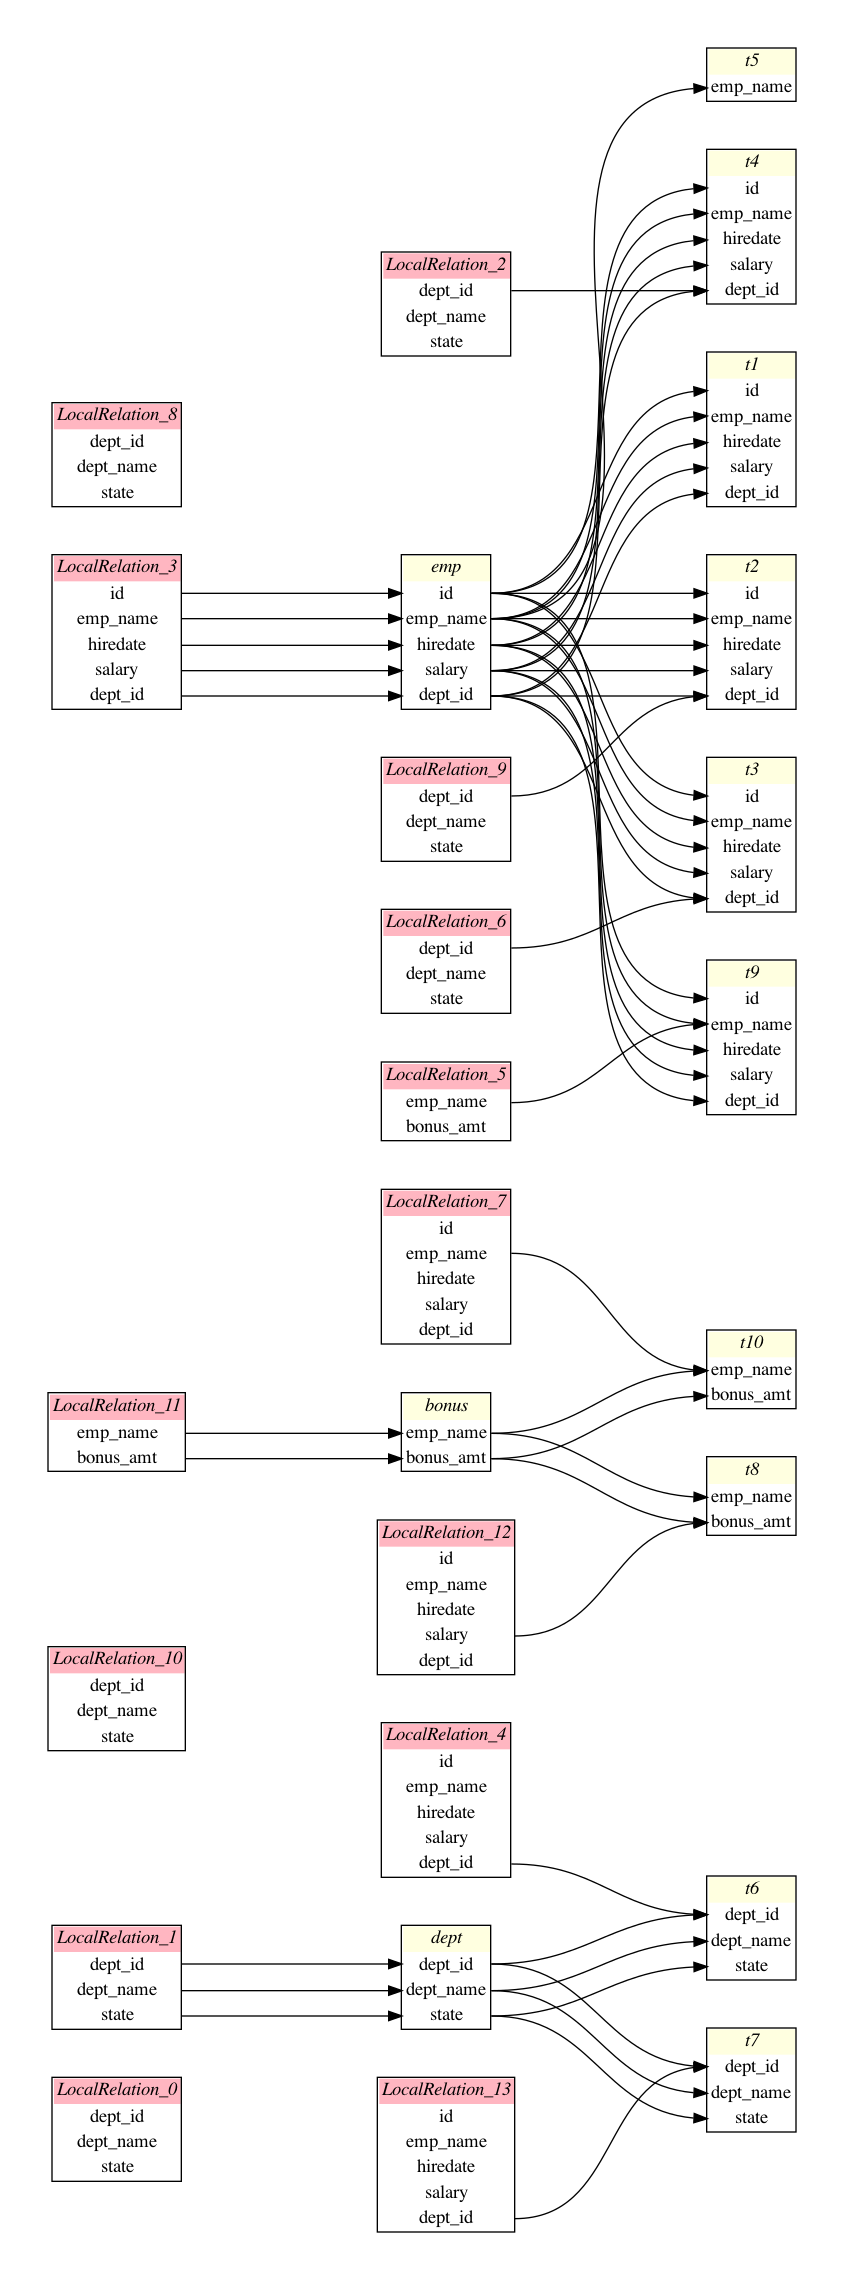 t5
emp_name
t4
id
emp_name
hiredate
salary
dept_id
LocalRelation_2
dept_id
dept_name
state
t1
id
emp_name
hiredate
salary
dept_id
LocalRelation_8
dept_id
dept_name
state
LocalRelation_3
id
emp_name
hiredate
salary
dept_id
emp
id
emp_name
hiredate
salary
dept_id
t2
id
emp_name
hiredate
salary
dept_id
LocalRelation_9
dept_id
dept_name
state
t3
id
emp_name
hiredate
salary
dept_id
LocalRelation_6
dept_id
dept_name
state
t9
id
emp_name
hiredate
salary
dept_id
LocalRelation_5
emp_name
bonus_amt
LocalRelation_7
id
emp_name
hiredate
salary
dept_id
t10
emp_name
bonus_amt
LocalRelation_11
emp_name
bonus_amt
bonus
emp_name
bonus_amt
t8
emp_name
bonus_amt
LocalRelation_12
id
emp_name
hiredate
salary
dept_id
LocalRelation_10
dept_id
dept_name
state
LocalRelation_4
id
emp_name
hiredate
salary
dept_id
t6
dept_id
dept_name
state
LocalRelation_1
dept_id
dept_name
state
dept
dept_id
dept_name
state
t7
dept_id
dept_name
state
LocalRelation_0
dept_id
dept_name
state
LocalRelation_13
id
emp_name
hiredate
salary
dept_id